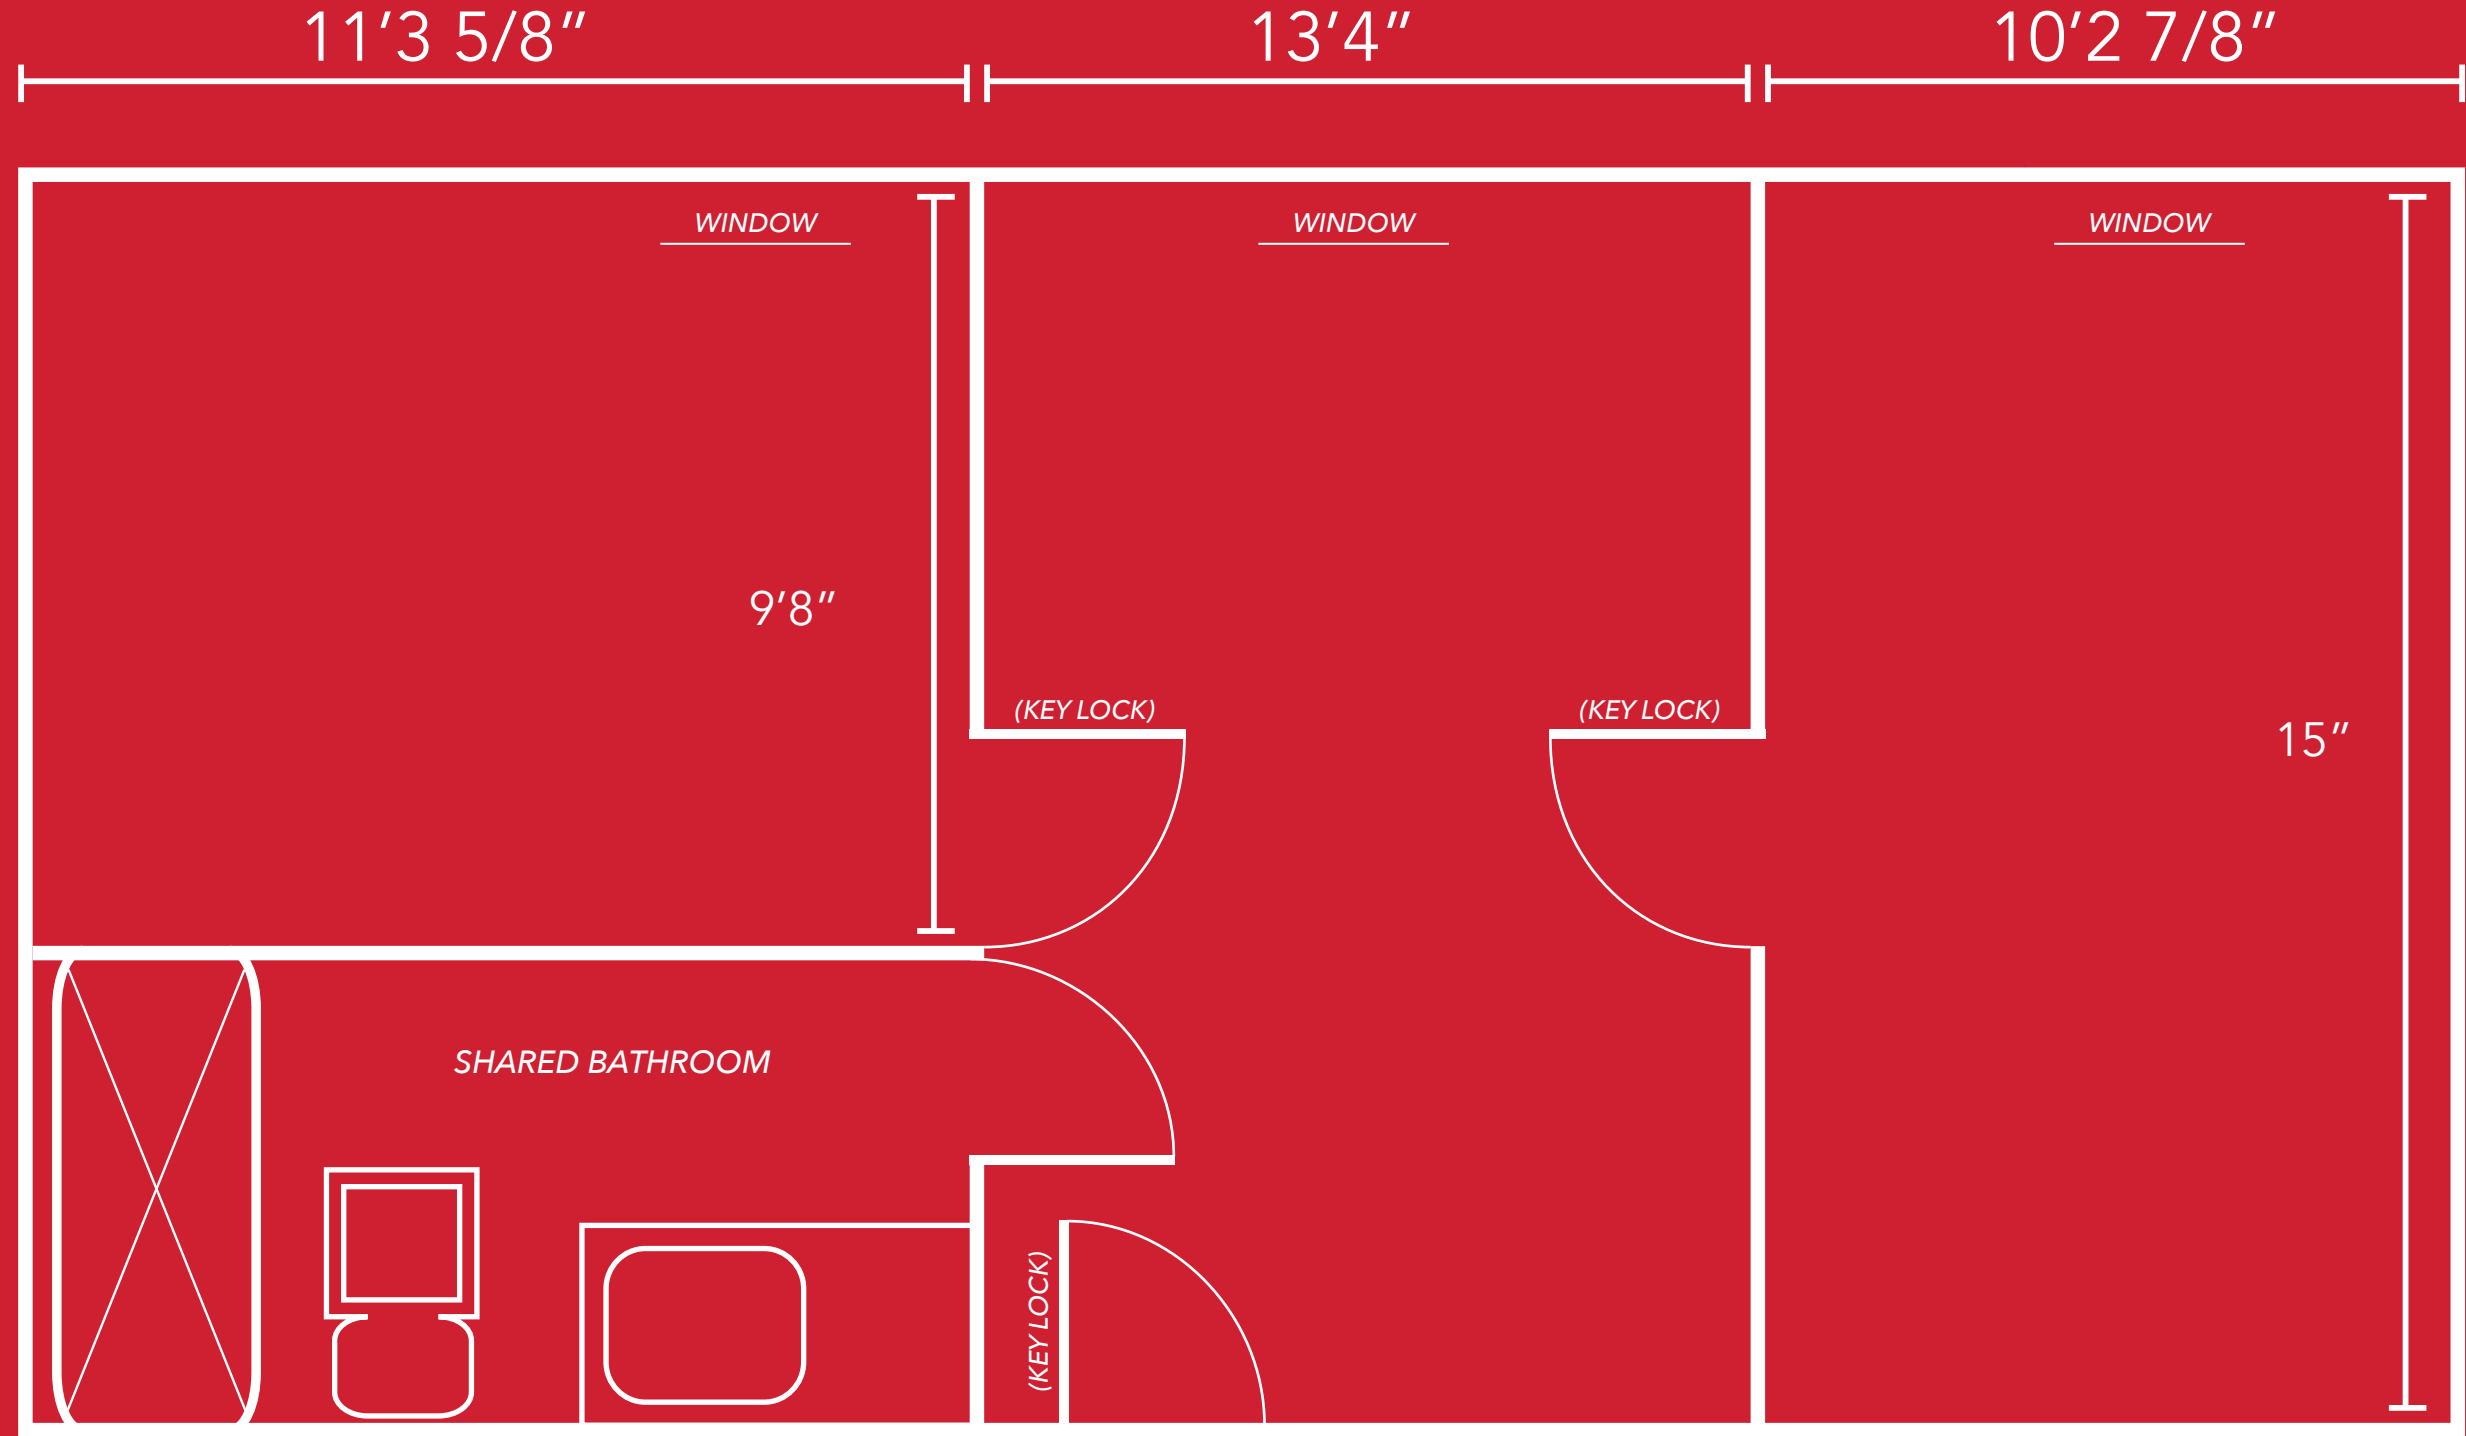 11’3 5/8”
13’4”
10’2 7/8”
WINDOW
WINDOW
WINDOW
9’8”
(KEY LOCK)
(KEY LOCK)
15”
SHARED BATHROOM
(KEY LOCK)